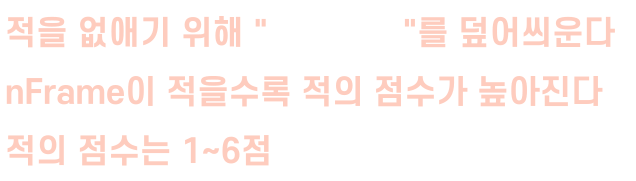 적을 없애기 위해 "          "를 덮어씌운다
nFrame이 적을수록 적의 점수가 높아진다
적의 점수는 1~6점